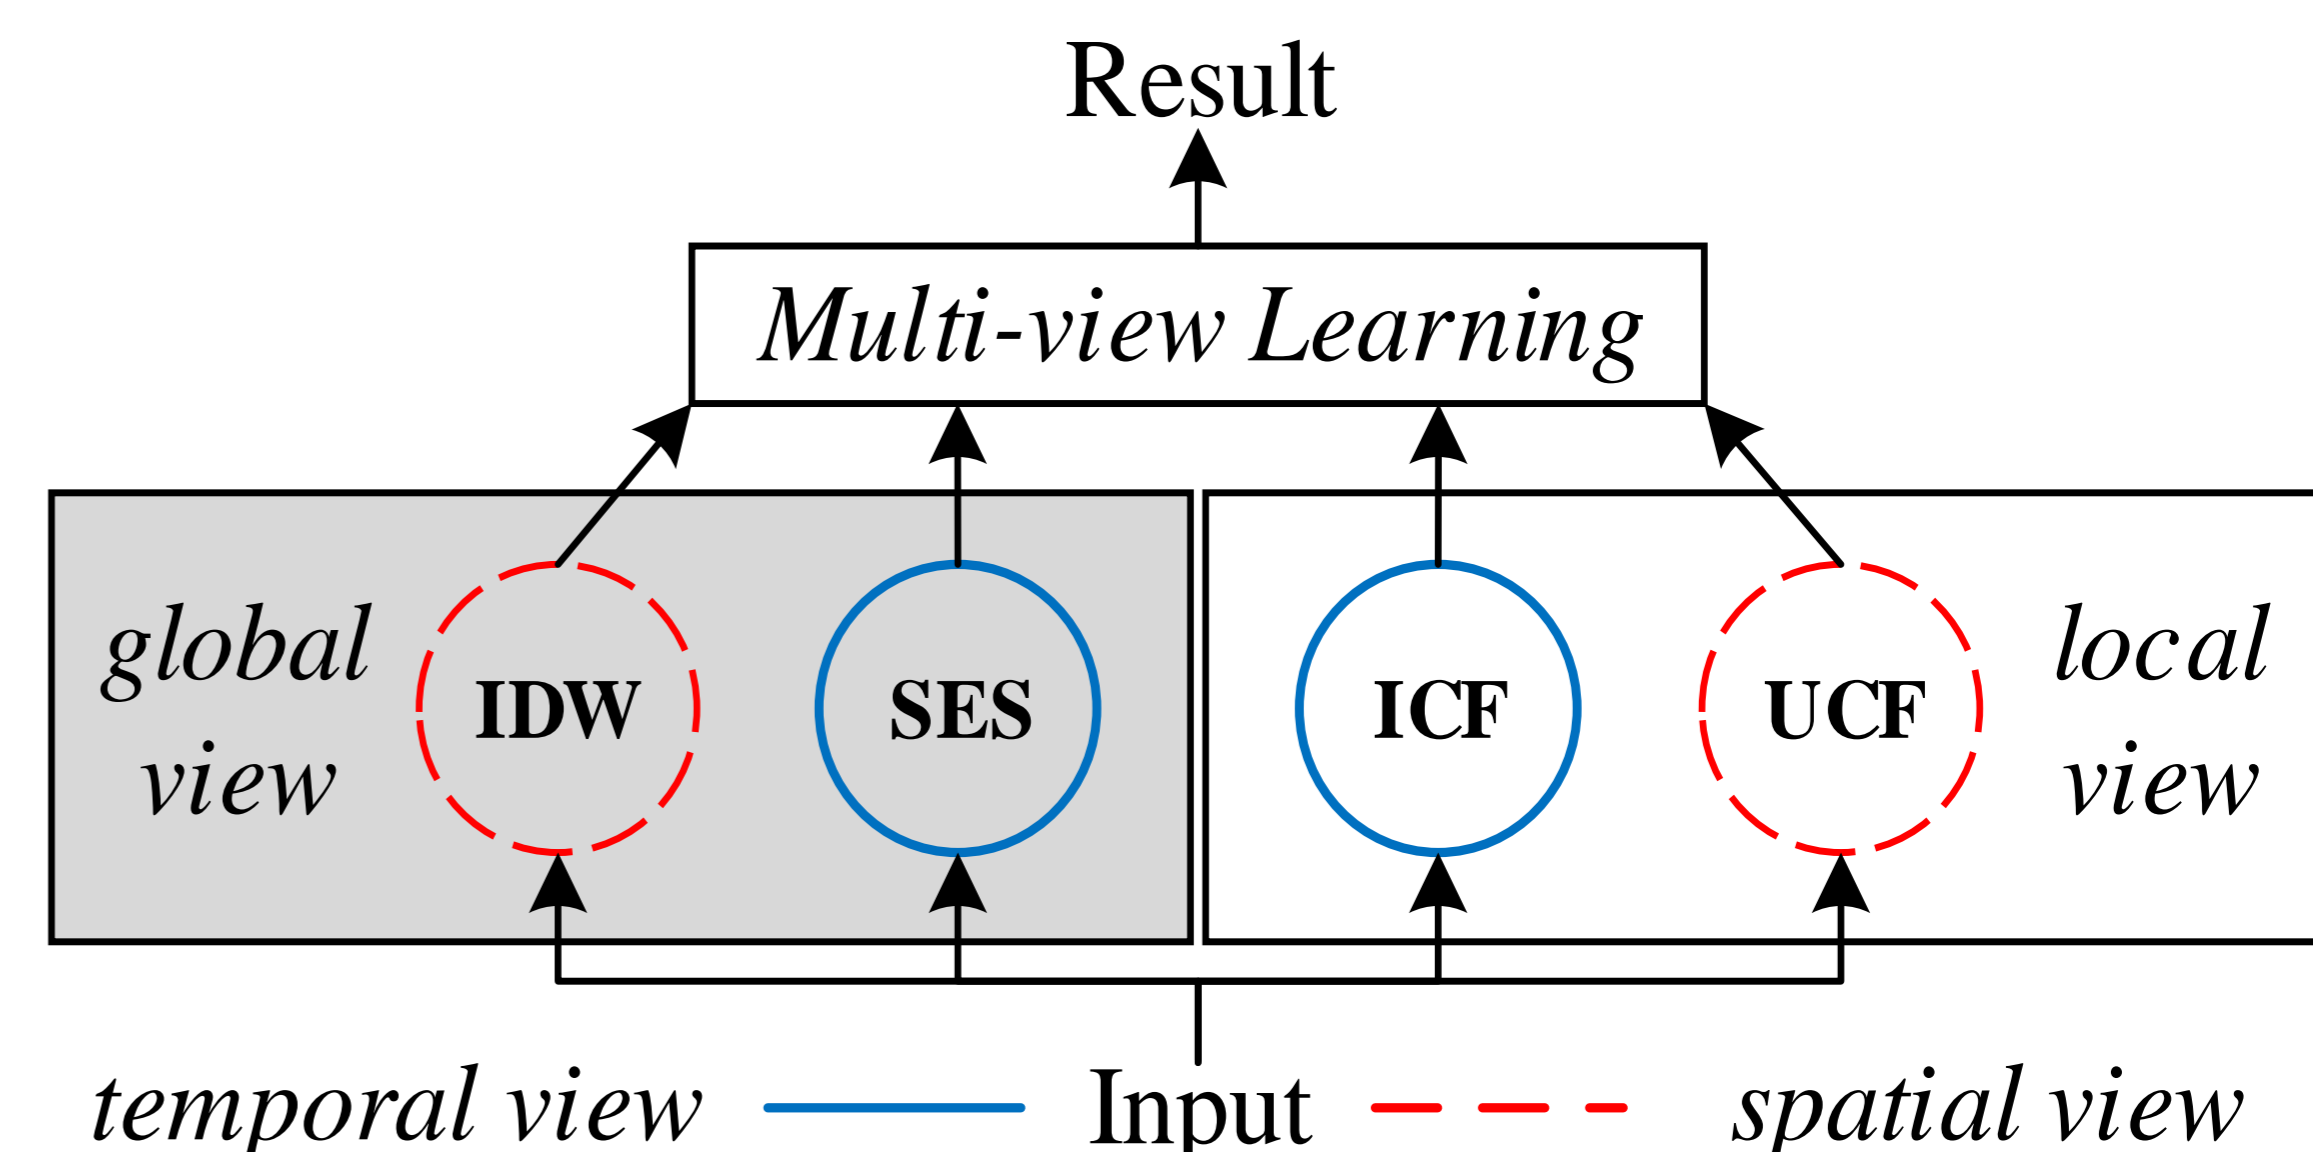 Result
Multi-view Learning
global
view
IDW
SES
ICF
UCF
local
view
temporal view
Input
spatial view